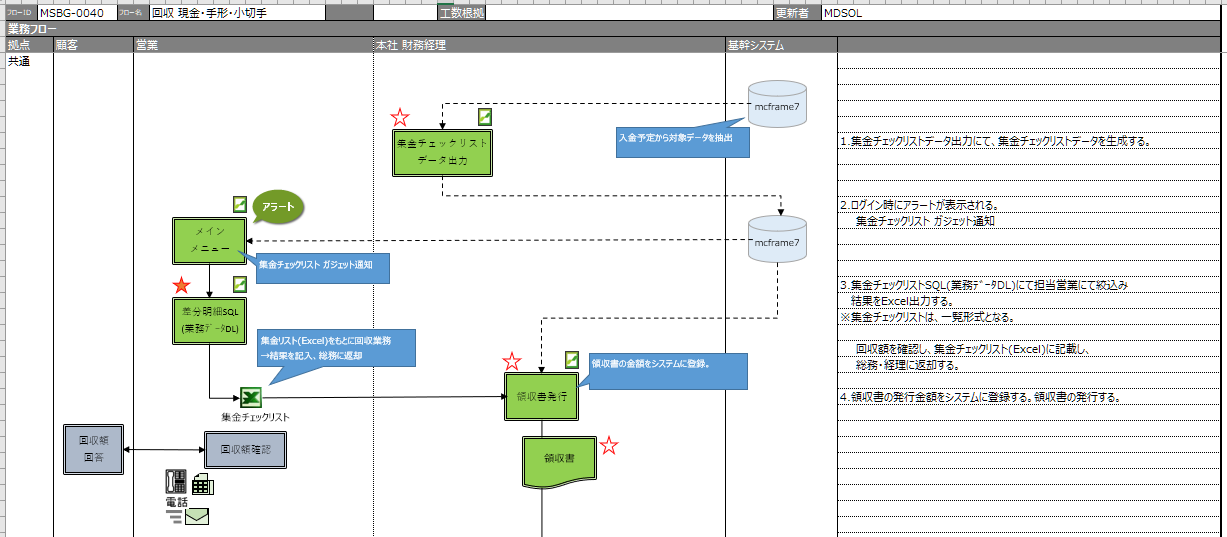 フローID MSBG-0040 フロー名 回収 現金・手形・小切手 工数根拠 更新者 MDSOL
業務フロー
拠点 顧客 営業 本社 財務経理 基幹システム
共通
mcframe7
入金予定から対象データを抽出
集金チェックリスト
データ出力
1.集金チェックリストデータ出力にて、集金チェックリストデータを生成する。
アラート
2.ログイン時にアラートが表示される。
集金チェックリスト ガジェット通知
メイン
メニュー
mcframe7
集金チェックリスト ガジェット通知
3.集金チェックリストSQL(業務ﾃﾞｰﾀDL)にて担当営業にて絞込み
結果をExcel出力する。
※集金チェックリストは、一覧形式となる。
差分明細SQL
(業務ﾃﾞｰﾀDL)
集金リスト(Excel)をもとに回収業務
→結果を記入、総務に返却
回収額を確認し、集金チェックリスト(Excel)に記載し、
総務・経理に返却する。
領収書の金額をシステムに登録。
領収書発行
4.領収書の発行金額をシステムに登録する。領収書の発行する。
集金チェックリスト
回収額
回答
回収額確認
領収書
電話